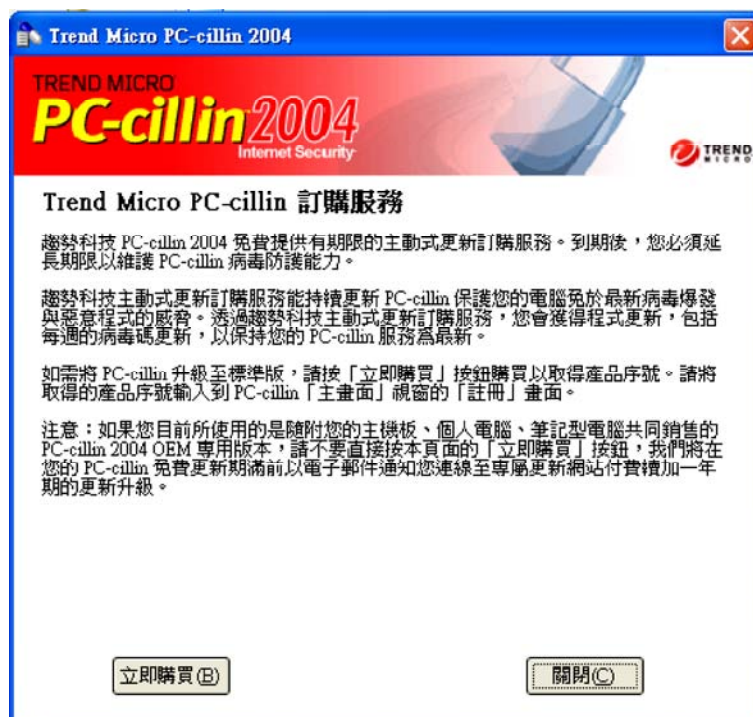 Trend Micro PC-cillin 2004
TREND MICRO
PC-cillin 2004
Internet Security
TREND
MICRO
Trend Micro PC-cillin 訂購服務
趨勢科技 PC-cillin 2004 免費提供有期限的主動式更新訂購服務。到期後，您必須延
長期限以維護 PC-cillin 病毒防護能力。
趨勢科技主動式更新訂購服務能持續更新 PC-cillin 保護您的電腦免於最新病毒爆發
與惡意程式的威脅。透過趨勢科技主動式更新訂購服務，您會獲得程式更新，包括
每週的病毒碼更新，以保持您的 PC-cillin 服務為最新。
如需將 PC-cillin 升級至標準版，請按「立即購買」按鈕購買以取得產品序號。請將
取得的產品序號輸入到 PC-cillin「主畫面」視窗的「註冊」畫面。
注意：如果您目前所使用的是隨附您的主機板、個人電腦、筆記型電腦共同銷售的
PC-cillin 2004 OEM 專用版本，請不要直接按本頁面的「立即購買」按鈕，我們將在
您的 PC-cillin 免費更新期滿前以電子郵件通知您連線至專屬更新網站付費續加一年
期的更新升級。
立即購買(B)
關閉(C)